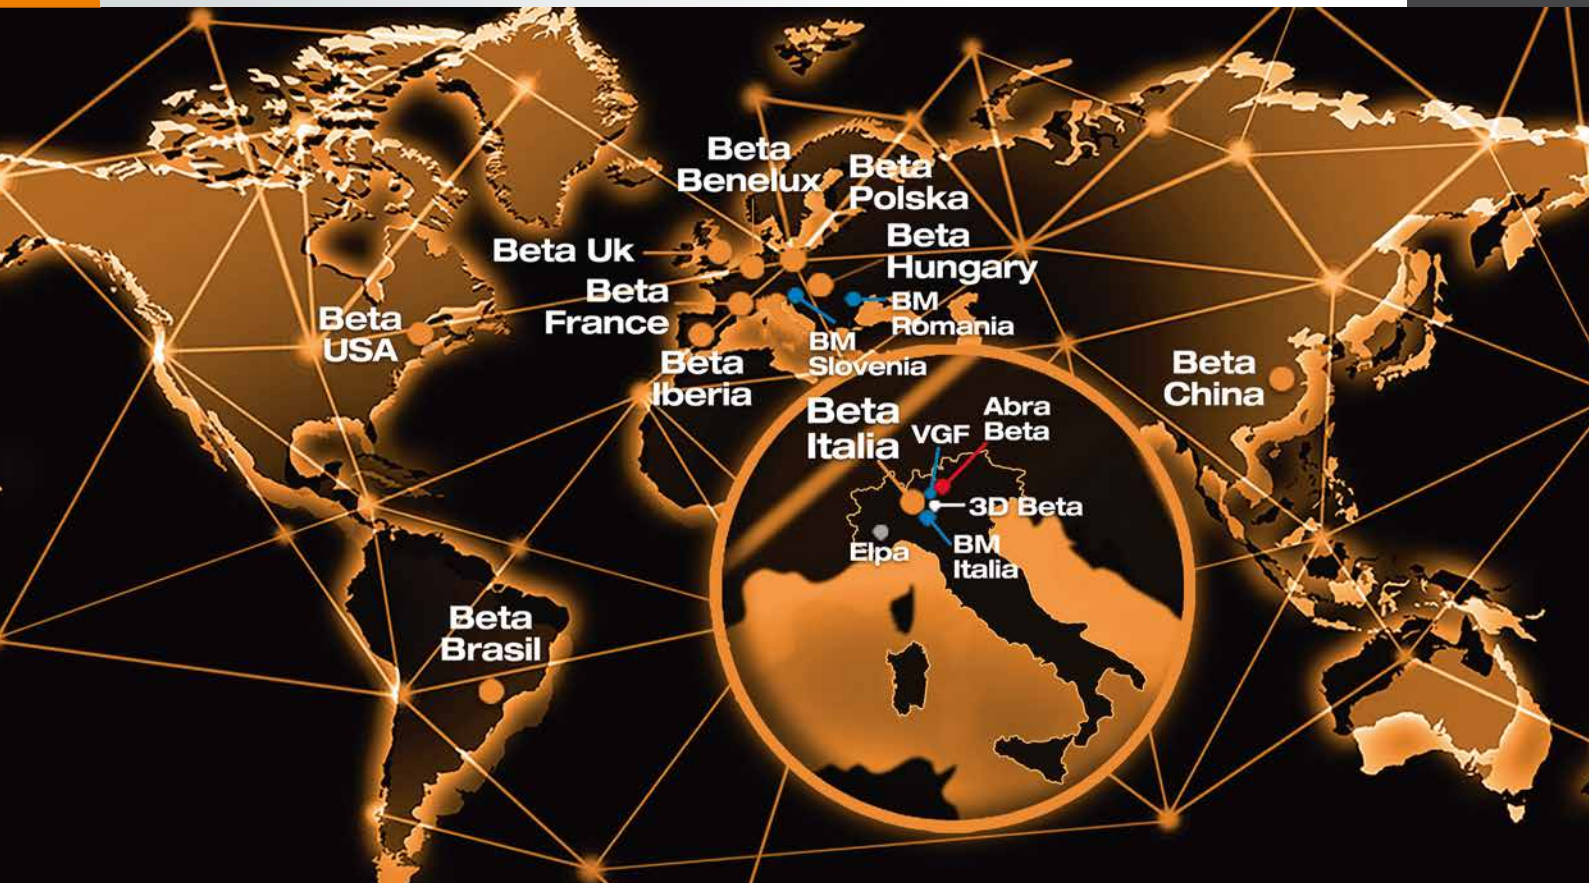 Beta
Benelux
Beta
Polska
Beta Uk
Beta
Hungary
Beta
France
BM
Romania
Beta
USA
BM
Slovenia
Beta
Iberia
Beta
China
Beta
Italia
VGF
Abra
Beta
3D Beta
Elpa
BM
Italia
Beta
Brasil